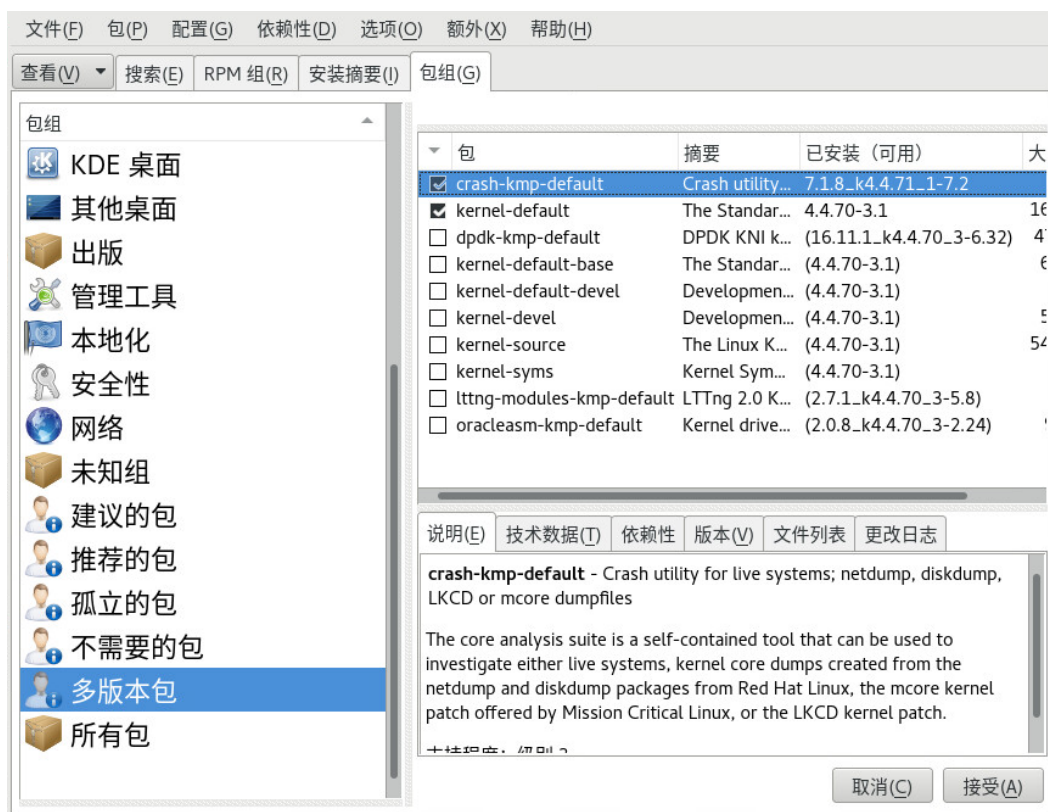 文件(F) 包(P) 配置(G) 依赖性(D) 选项(O) 额外(X) 帮助(H)
查看(V) 搜索(E) RPM 组(R) 安装摘要(I) 包组(G)
包组
KDE 桌面
其他桌面
出版
管理工具
本地化
安全性
网络
未知组
建议的包
推荐的包
孤立的包
不需要的包
多版本包
所有包
包 摘要 已安装（可用） 大
crash-kmp-default Crash utility... 7.1.8_k4.4.71_1-7.2
kernel-default The Standar... 4.4.70-3.1 16
dpdk-kmp-default DPDK KNI k... (16.11.1_k4.4.70_3-6.32) 4
kernel-default-base The Standar... (4.4.70-3.1) 6
kernel-default-devel Developmen... (4.4.70-3.1)
kernel-devel Developmen... (4.4.70-3.1) 5
kernel-source The Linux K... (4.4.70-3.1) 54
kernel-syms Kernel Sym... (4.4.70-3.1)
lttng-modules-kmp-default LTTng 2.0 K... (2.7.1_k4.4.70_3-5.8)
oracleasm-kmp-default Kernel drive... (2.0.8_k4.4.70_3-2.24)
说明(E) 技术数据(T) 依赖性 版本(V) 文件列表 更改日志
crash-kmp-default - Crash utility for live systems; netdump, diskdump,
LKCD or mcore dumpfiles
The core analysis suite is a self-contained tool that can be used to
investigate either live systems, kernel core dumps created from the
netdump and diskdump packages from Red Hat Linux, the mcore kernel
patch offered by Mission Critical Linux, or the LKCD kernel patch.
取消(C) 接受(A)